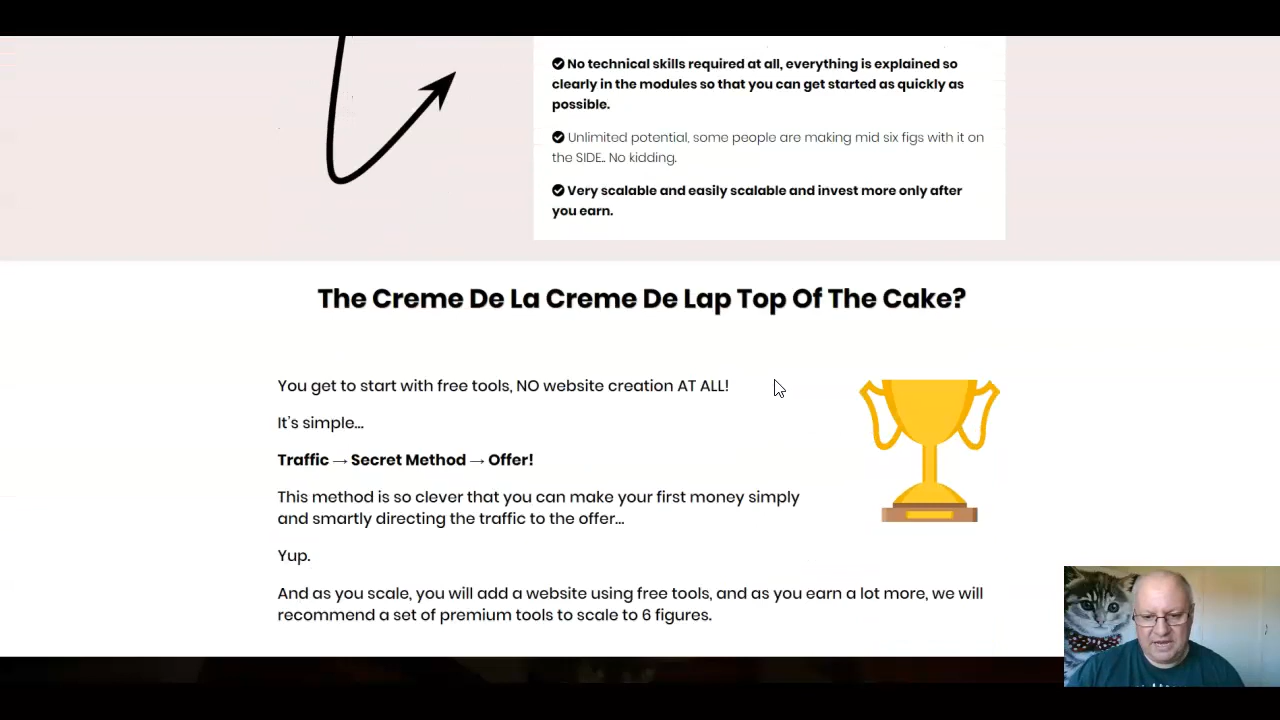 No technical skills required at all, everything is explained so
clearly in the modules so that you can get started as quickly as
possible.
Unlimited potential, some people are making mid six figs with it on
the SIDE.. No kidding.
Very scalable and easily scalable and invest more only after
you earn.
The Creme De La Creme De Lap Top Of The Cake?
You get to start with free tools, NO website creation AT ALL!
It's simple...
Traffic → Secret Method → Offer!
This method is so clever that you can make your first money simply
and smartly directing the traffic to the offer...
Yup.
And as you scale, you will add a website using free tools, and as you earn a lot more, we will
recommend a set of premium tools to scale to 6 figures.